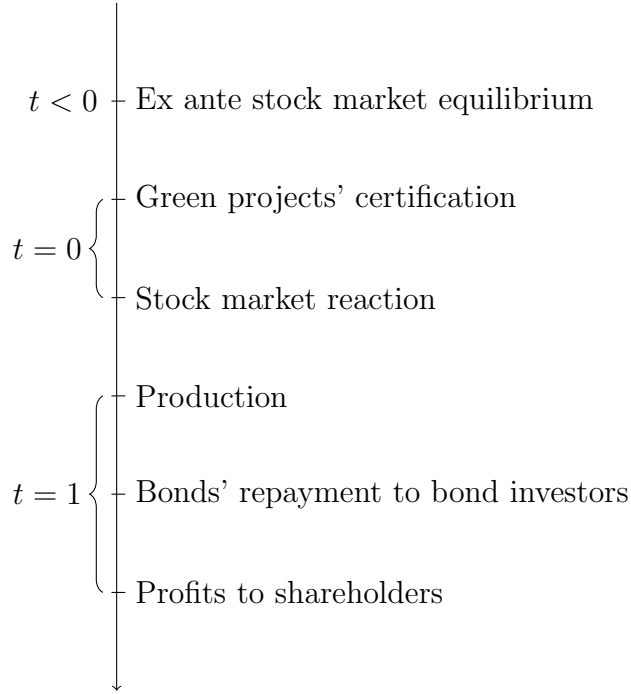 t < 0 Ex ante stock market equilibrium
Green projects' certification
t = 0
Stock market reaction
Production
t = 1 Bonds' repayment to bond investors
Profits to shareholders